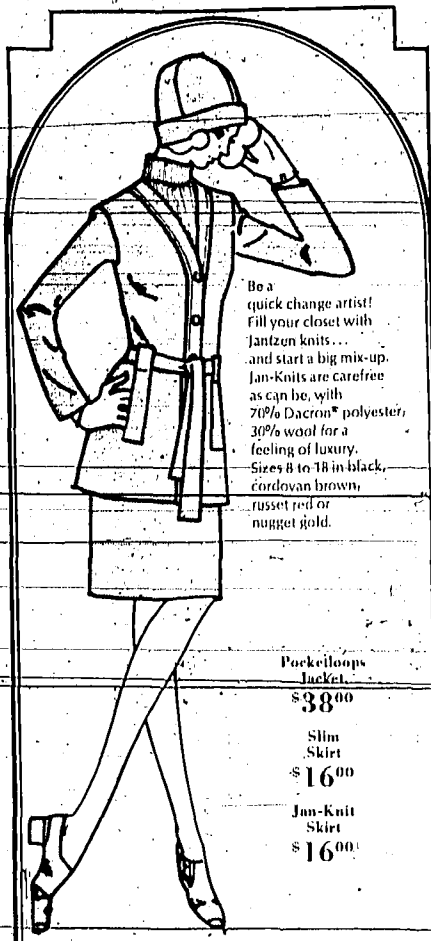 Be a
quick change artist!
Fill your closet with
Jantzen knits...
and start a big mix-up.
Jan-Knits are carefree
as can be, with
70% Dacron® polyester,
30% wool for a
feeling of luxury.
Sizes 8 to 18 in black,
cordovan brown,
russet red or
nugget gold.
Pocketloops
Jacket
$38.00
Slim
Skirt
$16.00
Jan-Knit
Skirt
$16.00